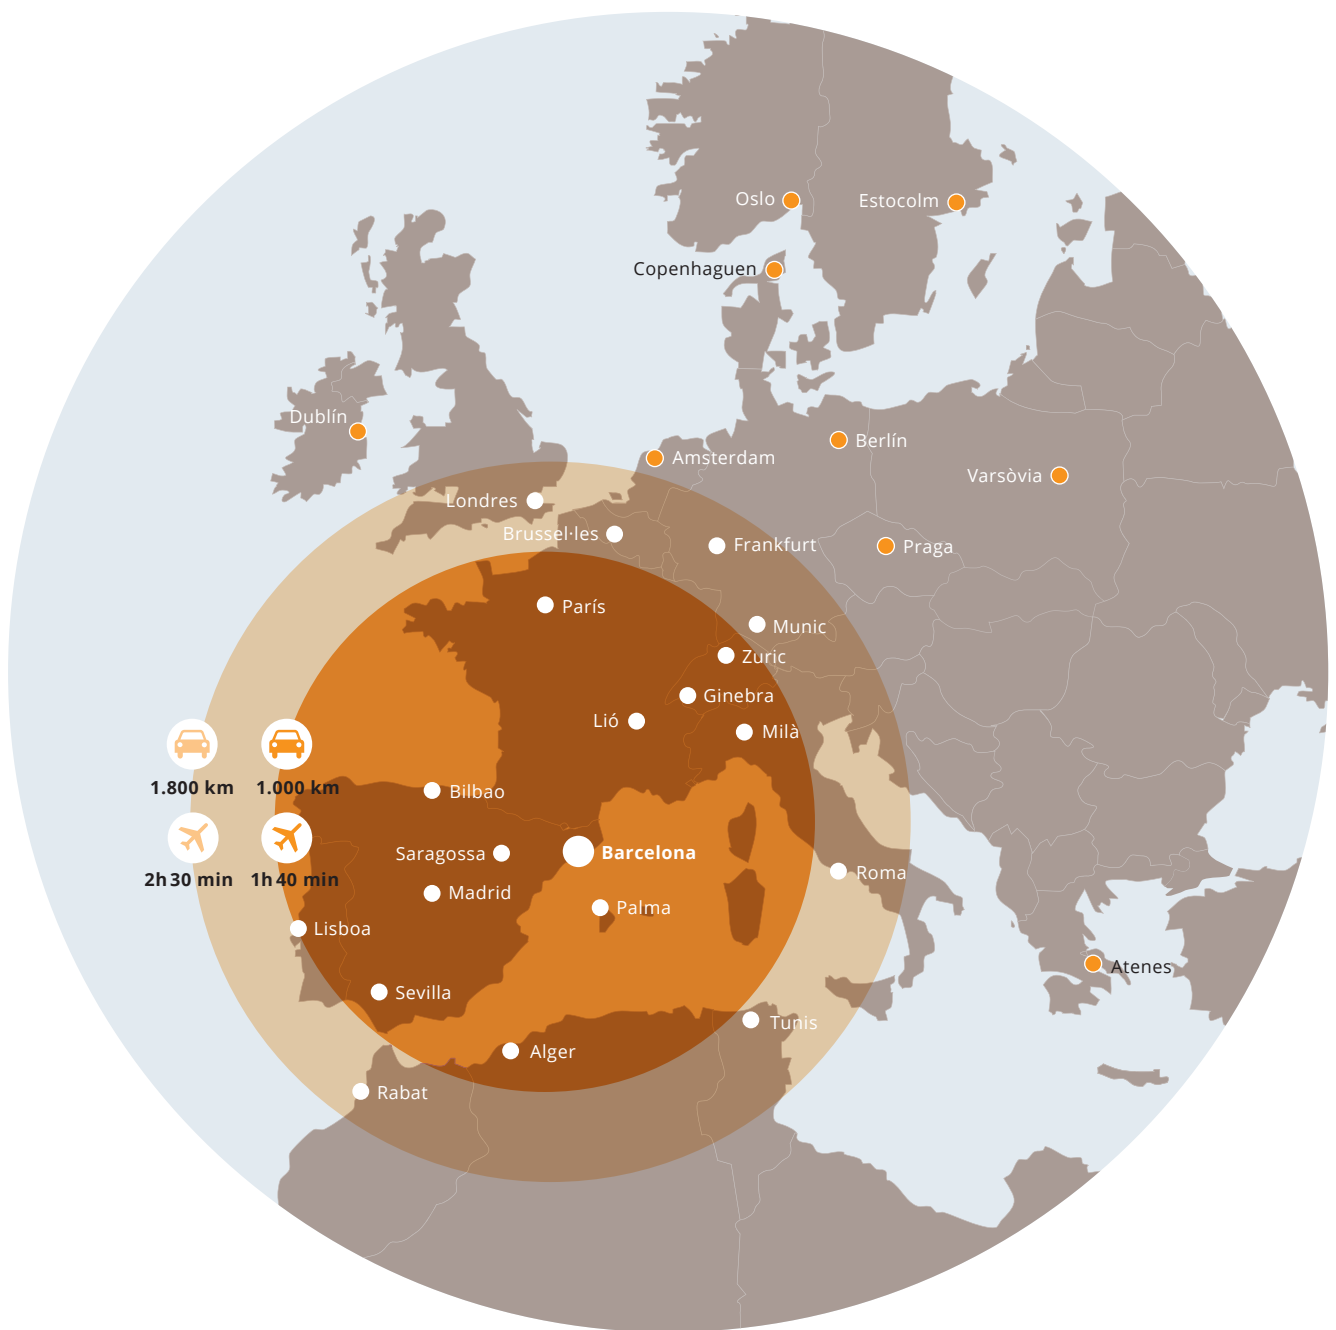 Oslo
Estocolm
Copenhaguen
Dublín
Berlín
Amsterdam
Varsòvia
Londres
Brussel·les
Frankfurt
Praga
París
Munic
Zuric
Ginebra
Lió
Milà
1.800 km
1.000 km
Bilbao
Saragossa
Barcelona
2h 30 min
1h 40 min
Roma
Madrid
Palma
Lisboa
Atenes
Sevilla
Tunis
Alger
Rabat